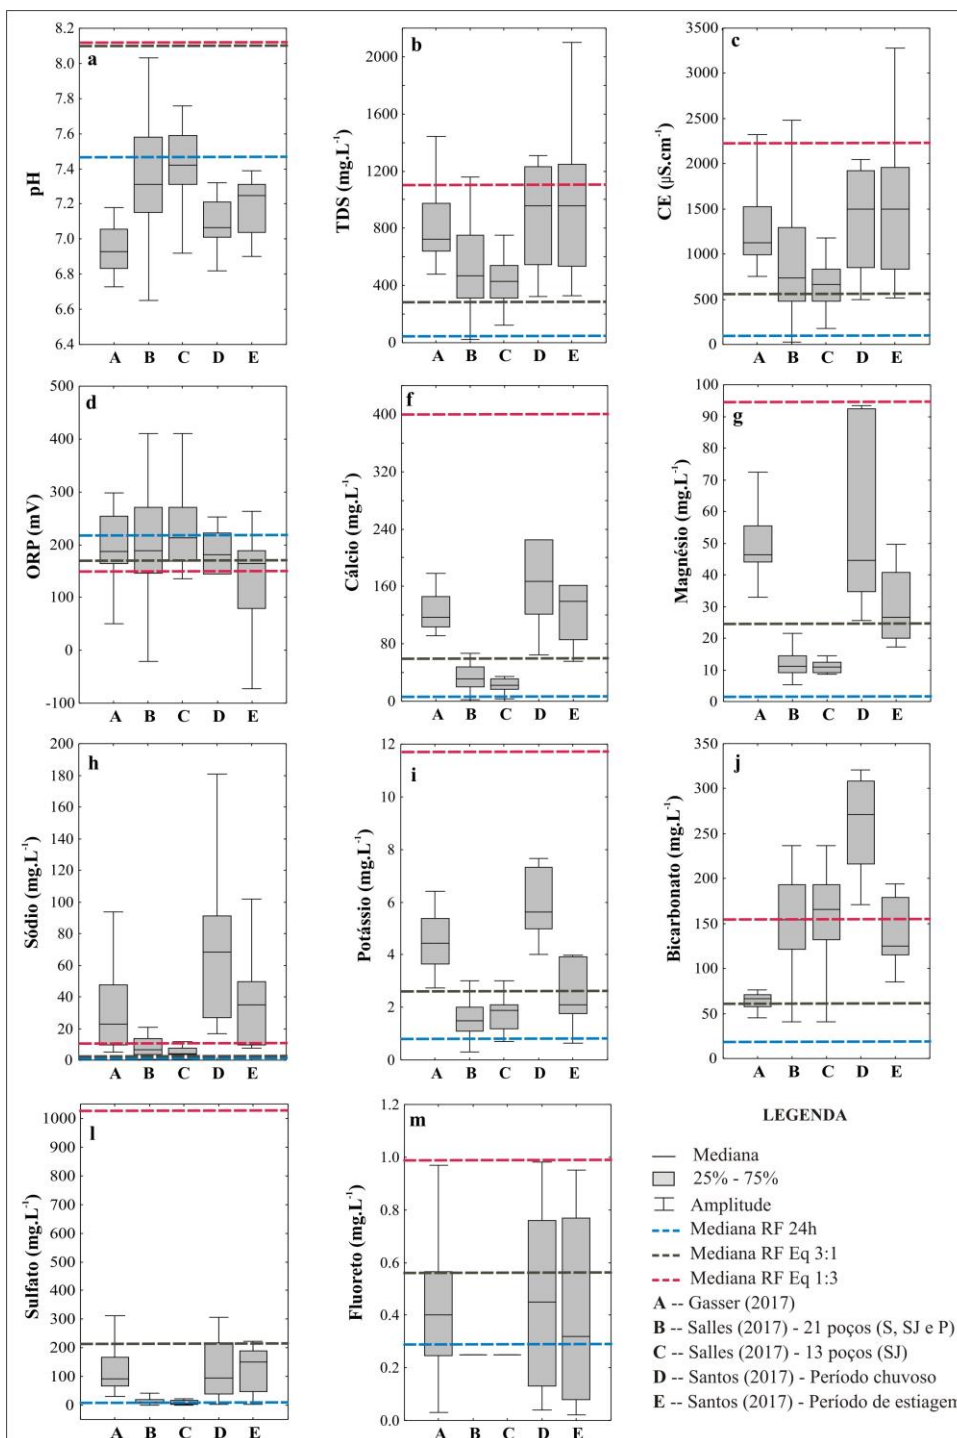 a
pH
8.2
8.0
7.6
7.4
7.2
7.0
6.8
6.6
6.4
A B C D E
b
TDS (mg.L⁻¹)
2000
1600
1200
800
400
0
A B C D E
c
CE (µS.cm⁻¹)
3500
3000
2500
2000
1500
1000
500
0
A B C D E
d
ORP (mV)
500
400
300
200
100
0
-100
A B C D E
f
Cálcio (mg.L⁻¹)
400
160
60
0
A B C D E
g
Magnésio (mg.L⁻¹)
100
90
80
70
60
50
40
30
20
10
0
A B C D E
h
Sódio (mg.L⁻¹)
200
180
160
140
120
100
80
60
40
20
0
A B C D E
i
Potássio (mg.L⁻¹)
12
10
8
6
4
2
0
A B C D E
j
Bicarbonato (mg.L⁻¹)
350
300
250
200
150
100
50
0
A B C D E
l
Sulfato (mg.L⁻¹)
1000
900
800
700
600
500
400
300
200
100
0
A B C D E
m
Fluoreto (mg.L⁻¹)
1.2
1.0
0.8
0.6
0.4
0.2
0.0
A B C D E
LEGENDA
Mediana
25% - 75%
Amplitude
Mediana RF 24h
Mediana RF Eq 3:1
Mediana RF Eq 1:3
A -- Gasser (2017)
B -- Salles (2017) - 21 poços (S, SJ e P)
C -- Salles (2017) - 13 poços (SJ)
D -- Santos (2017) - Período chuvoso
E -- Santos (2017) - Período de estiagem